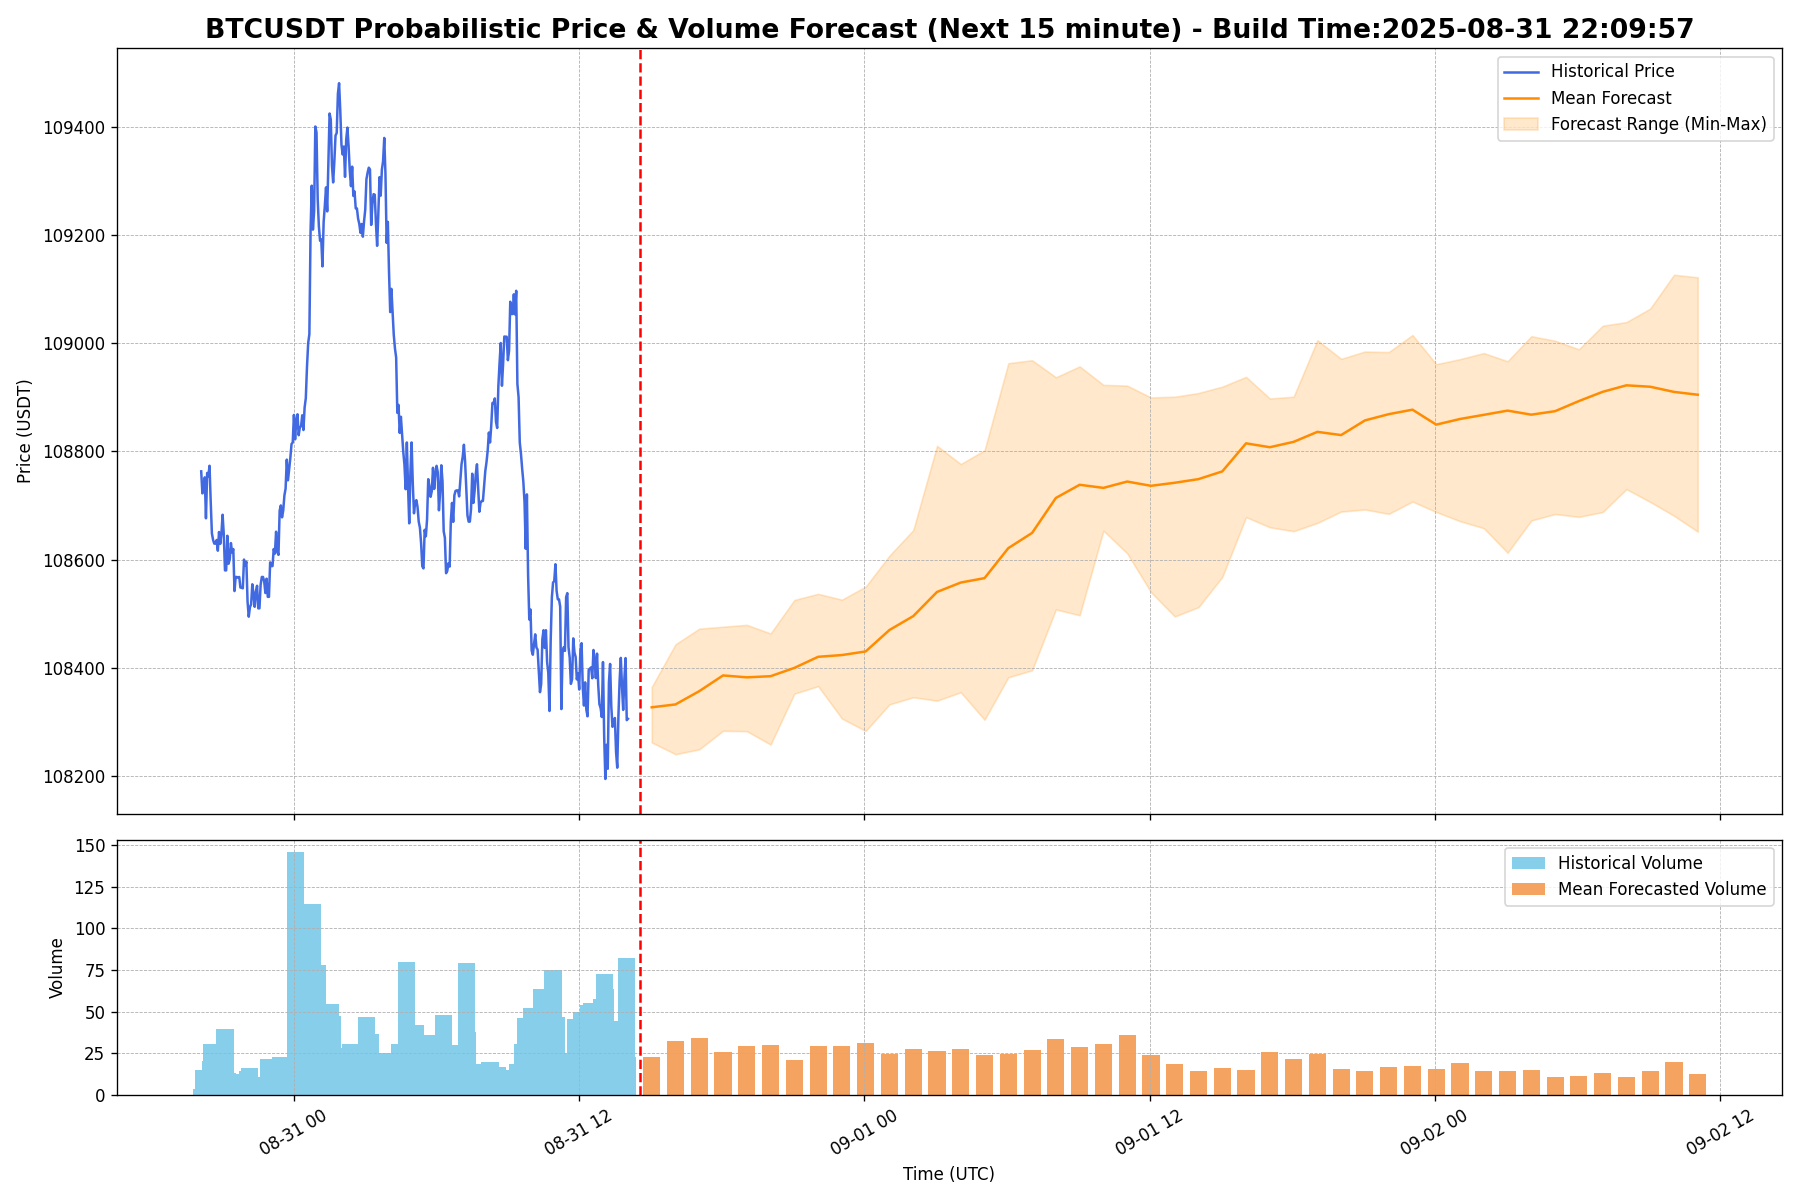 BTCUSDT Probabilistic Price & Volume Forecast (Next 15 minute) - Build Time:2025-08-31 22:09:57
Historical Price
Mean Forecast
Forecast Range (Min-Max)
109400
109200
109000
108800
108600
108400
108200
Price (USDT)
Historical Volume
Mean Forecasted Volume
150
125
100
75
50
25
0
Volume
08-31 00
08-31 12
09-01 00
09-01 12
09-02 00
09-02 12
Time (UTC)